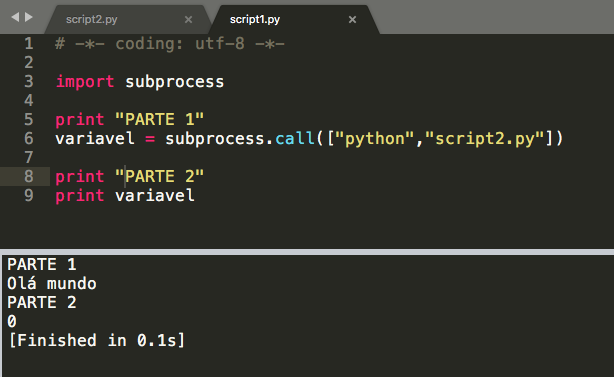 script2.py × script1.py ×
1 # -*- coding: utf-8 -*-
2
3 import subprocess
4
5 print "PARTE 1"
6 variavel = subprocess.call(["python","script2.py"])
7
8 print "PARTE 2"
9 print variavel
PARTE 1
Olá mundo
PARTE 2
0
[Finished in 0.1s]